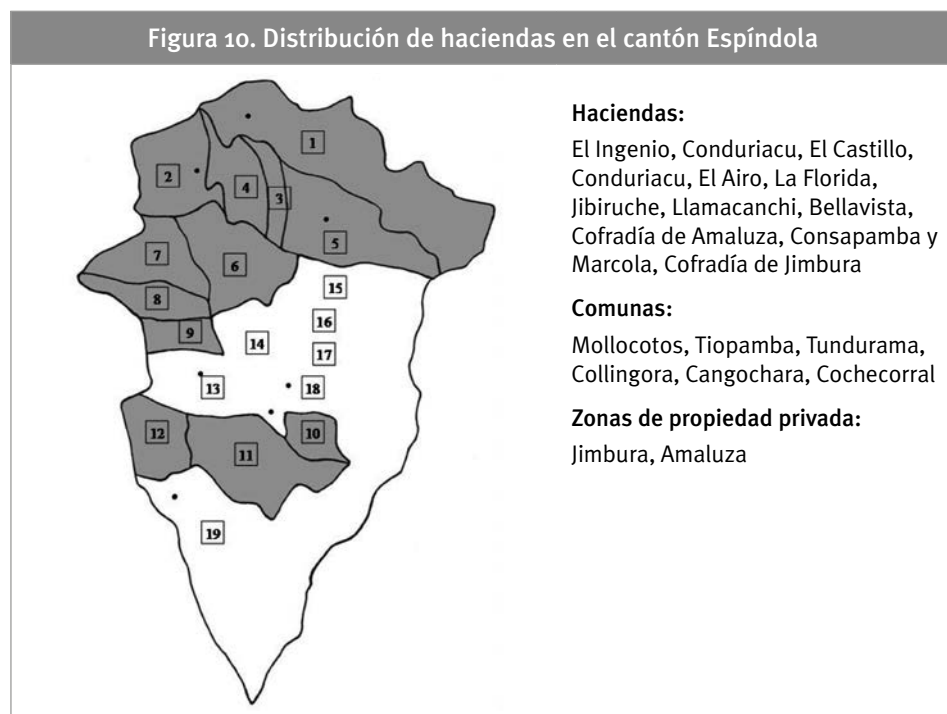 Figura 10. Distribución de haciendas en el cantón Espíndola
1
2
4
3
5
7
6
8
15
9
16
14
17
13
18
12
10
11
19
Haciendas:
El Ingenio, Conduriacu, El Castillo,
Conduriacu, El Airo, La Florida,
Jibiruche, Llamacanchi, Bellavista,
Cofradía de Amaluza, Consapamba y
Marcola, Cofradía de Jimbura
Comunas:
Mollocotos, Tiopamba, Tundurama,
Collingora, Cangochara, Cochecorral
Zonas de propiedad privada:
Jimbura, Amaluza